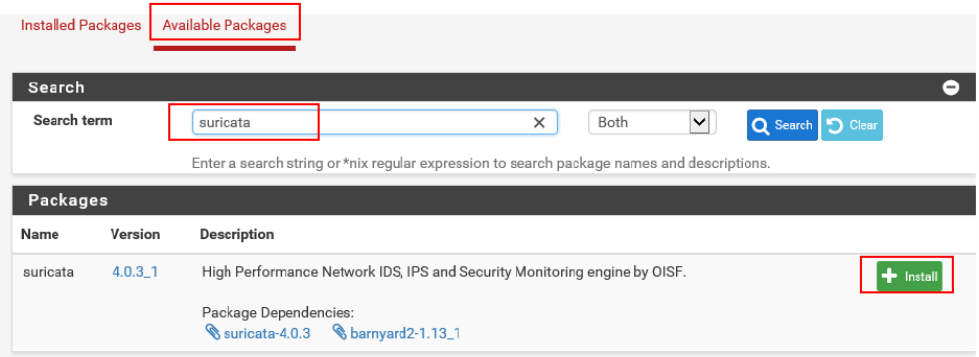 Installed Packages Available Packages
Search
Search term suricata Both Search Clear
Enter a search string or *nix regular expression to search package names and descriptions.
Packages
Name Version Description
suricata 4.0.3_1 High Performance Network IDS, IPS and Security Monitoring engine by OISF. Install
Package Dependencies:
suricata-4.0.3 barnyard2-1.13_1